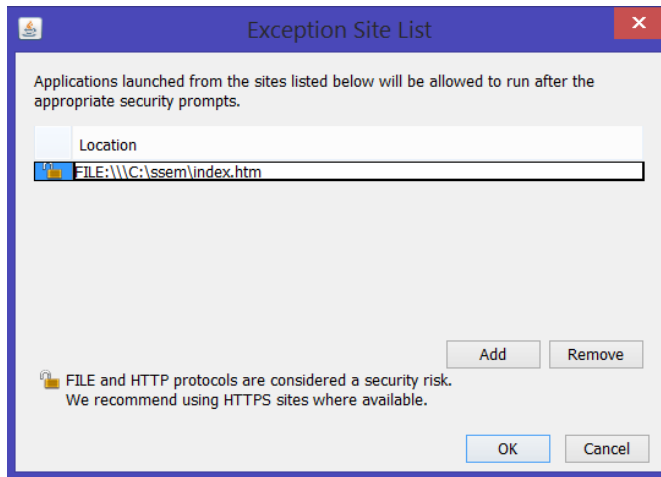 Exception Site List
Applications launched from the sites listed below will be allowed to run after the
appropriate security prompts.
Location
FILE:\\\C:\ssem\index.htm
Add Remove
FILE and HTTP protocols are considered a security risk.
We recommend using HTTPS sites where available.
OK Cancel